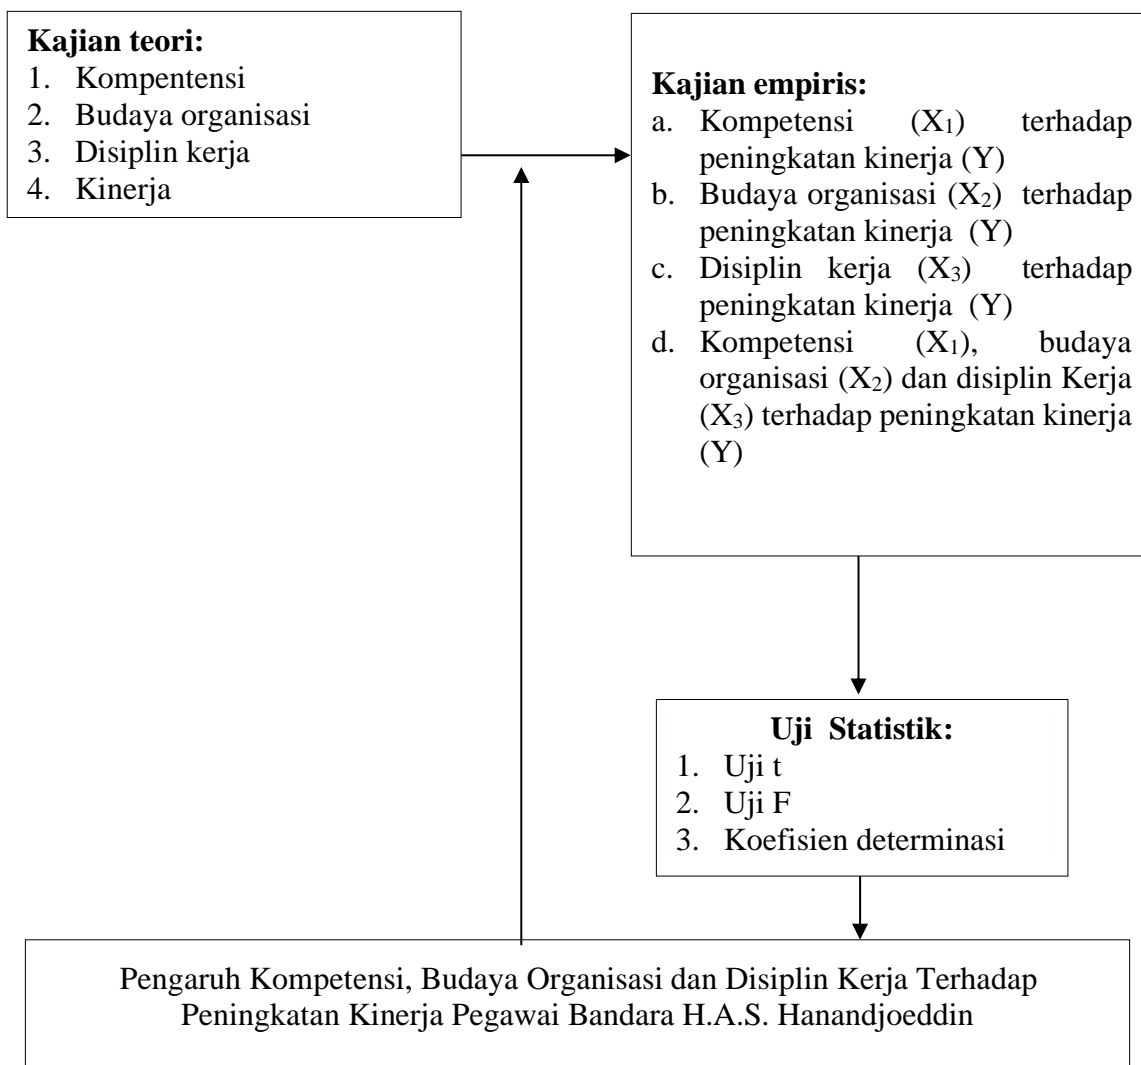 Kajian teori:
1. Kompentensi
2. Budaya organisasi
3. Disiplin kerja
4. Kinerja
Kajian empiris:
a. Kompetensi (X₁) terhadap
peningkatan kinerja (Y)
b. Budaya organisasi (X₂) terhadap
peningkatan kinerja (Y)
c. Disiplin kerja (X₃) terhadap
peningkatan kinerja (Y)
d. Kompetensi (X₁), budaya
organisasi (X₂) dan disiplin Kerja
(X₃) terhadap peningkatan kinerja
(Y)
Uji Statistik:
1. Uji t
2. Uji F
3. Koefisien determinasi
Pengaruh Kompetensi, Budaya Organisasi dan Disiplin Kerja Terhadap
Peningkatan Kinerja Pegawai Bandara H.A.S. Hanandjoeddin